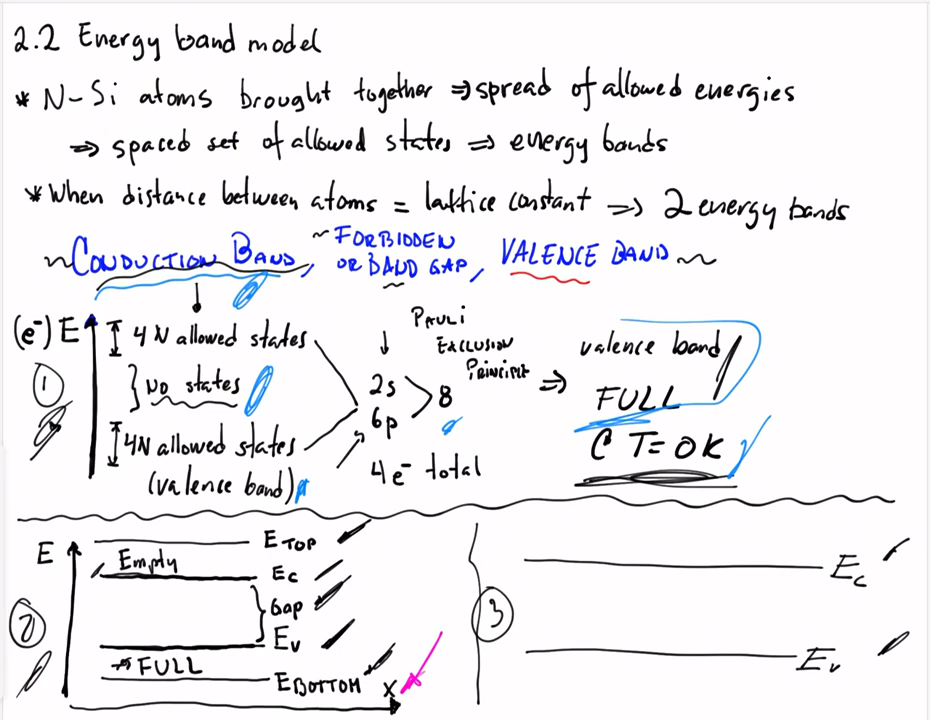 2.2 Energy band model
* N-Si atoms brought together ⇒ spread of allowed energies
⇒ spaced set of allowed states ⇒ energy bands
* When distance between atoms = lattice constant ⇒ 2 energy bands
~ CONDUCTION BAND, ~ FORBIDDEN OR BAND GAP, VALENCE BAND ~
(e⁻) E
4N allowed states
} No states
4N allowed states
(valence band)
1
PAULI
EXCLUSION
PRINCIPLE
↓
2s
6p
> 8
4e⁻ total
⇒
valence band
FULL
@ T=0K
2
E
E TOP
Empty
Ec
Gap
Ev
→ FULL
E BOTTOM
X
3
Ec
Ev